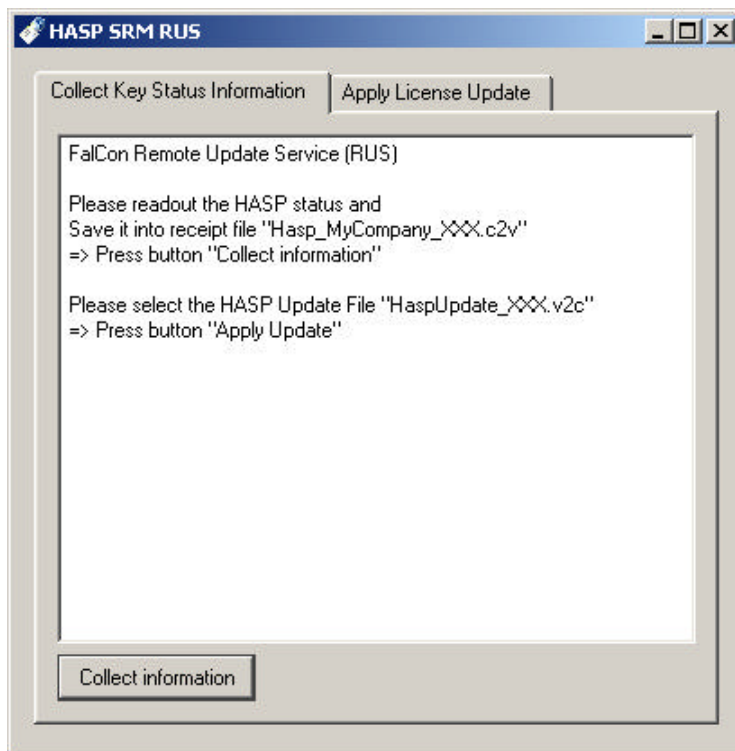 HASP SRM RUS
Collect Key Status Information
Apply License Update
FalCon Remote Update Service (RUS)
Please readout the HASP status and
Save it into receipt file "Hasp_MyCompany_XXX.c2v"
=> Press button "Collect information"
Please select the HASP Update File "HaspUpdate_XXX.v2c"
=> Press button "Apply Update"
Collect information